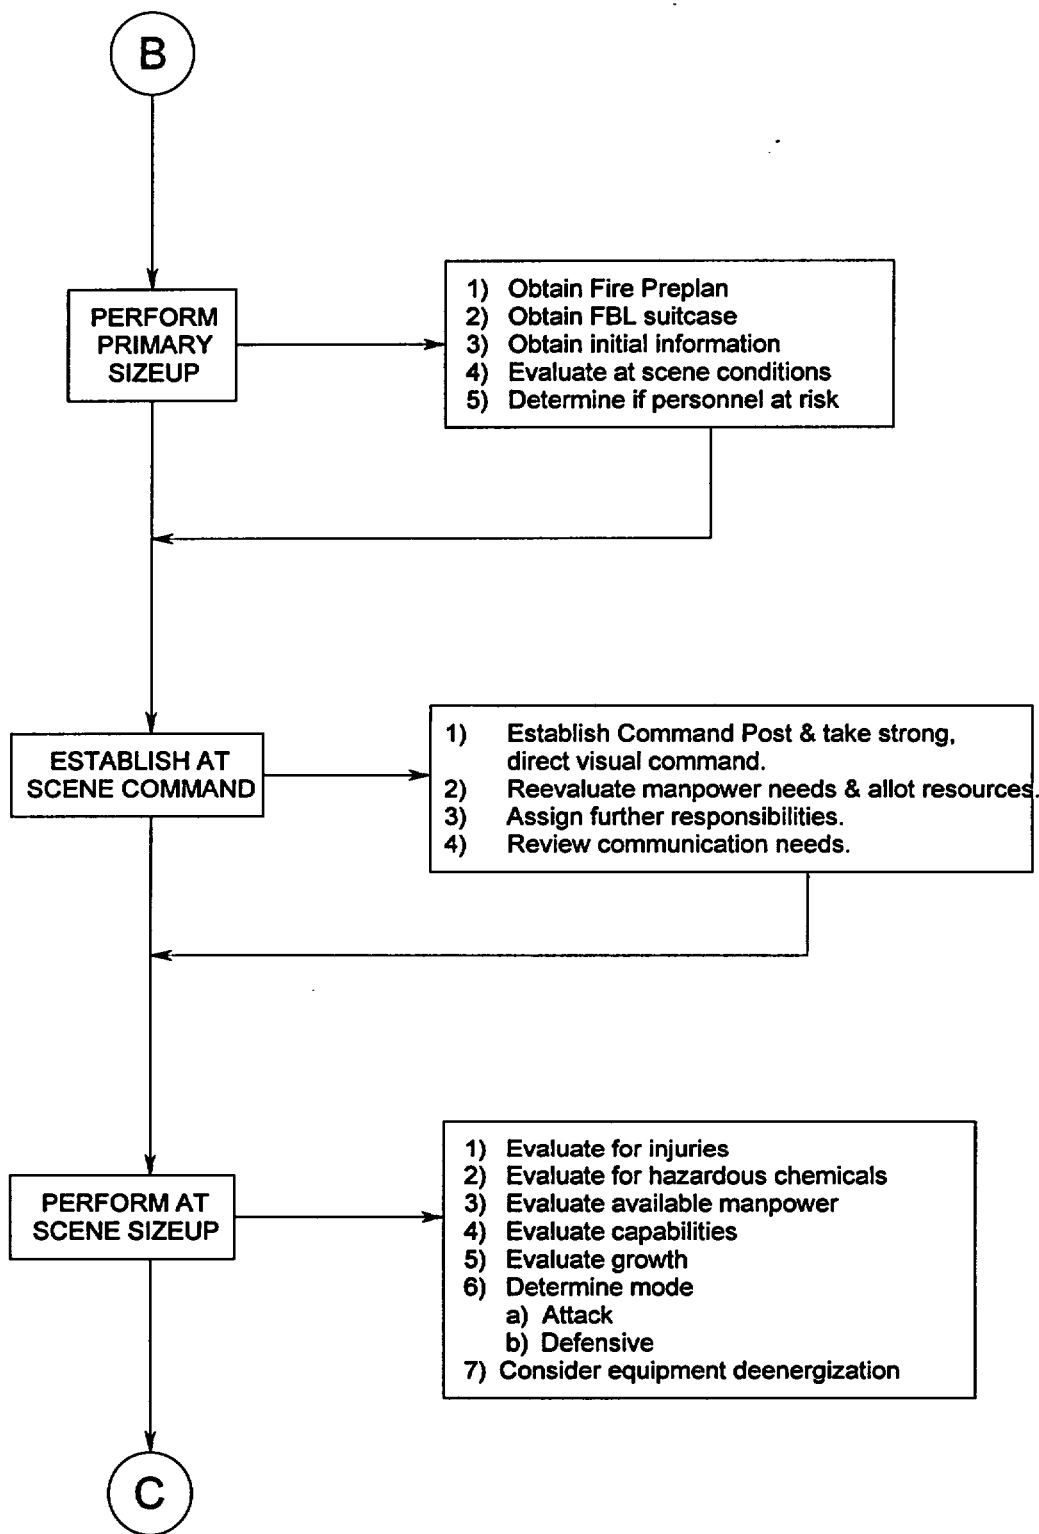 B
PERFORM
PRIMARY
SIZEUP
1) Obtain Fire Preplan
2) Obtain FBL suitcase
3) Obtain initial information
4) Evaluate at scene conditions
5) Determine if personnel at risk
ESTABLISH AT
SCENE COMMAND
1) Establish Command Post & take strong,
direct visual command.
2) Reevaluate manpower needs & allot resources.
3) Assign further responsibilities.
4) Review communication needs.
PERFORM AT
SCENE SIZEUP
1) Evaluate for injuries
2) Evaluate for hazardous chemicals
3) Evaluate available manpower
4) Evaluate capabilities
5) Evaluate growth
6) Determine mode
a) Attack
b) Defensive
7) Consider equipment deenergization
C